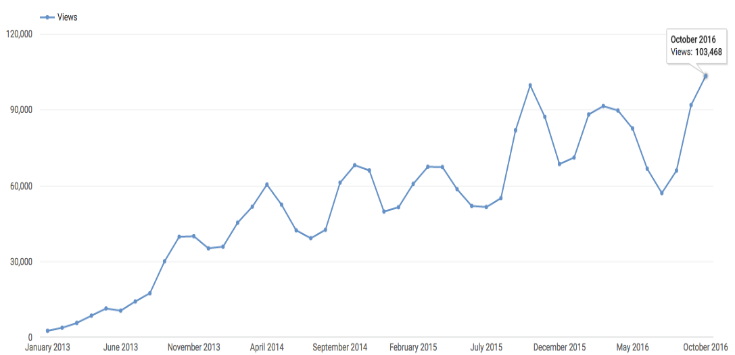 Views
120,000
October 2016
Views: 103,468
90,000
60,000
30,000
0
January 2013 June 2013 November 2013 April 2014 September 2014 February 2015 July 2015 December 2015 May 2016 October 2016